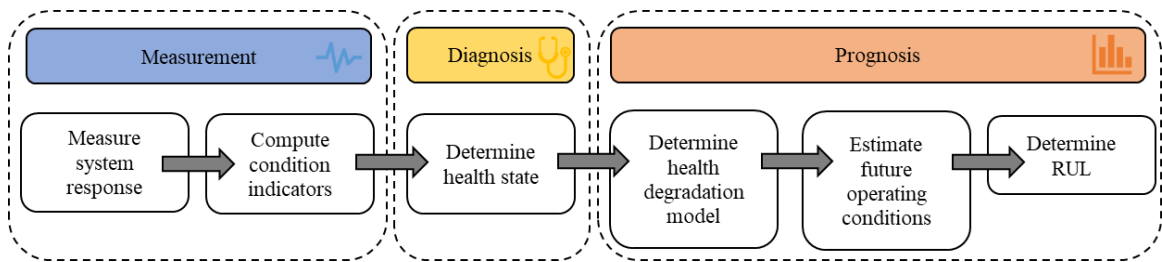 Measurement
Diagnosis
Prognosis
Measure
system
response
Compute
condition
indicators
Determine
health state
Determine
health
degradation
model
Estimate
future
operating
conditions
Determine
RUL